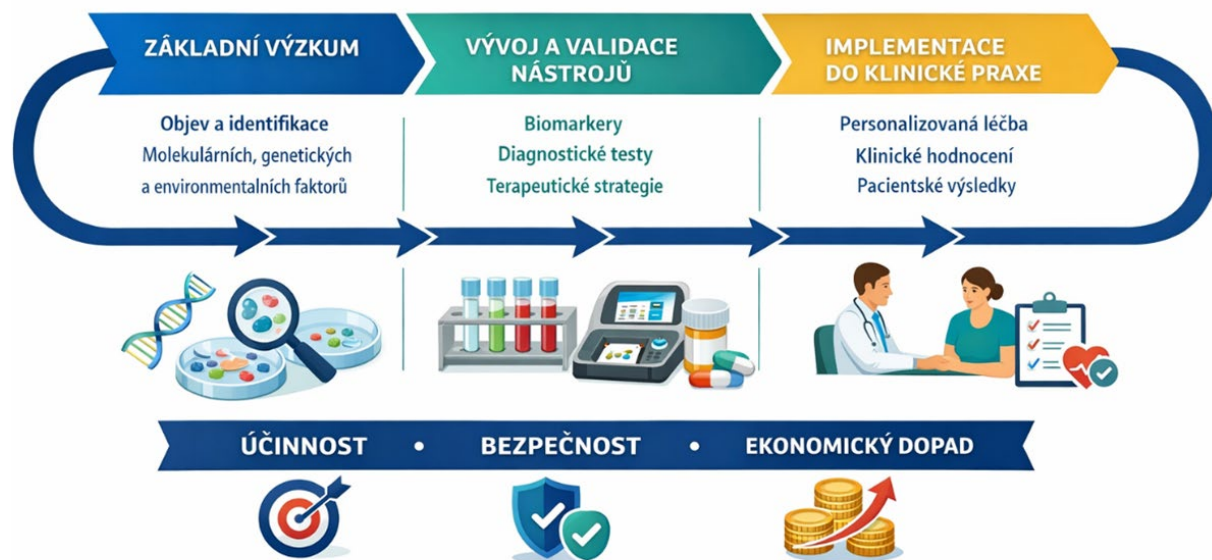 ZÁKLADNÍ VÝZKUM
VÝVOJ A VALIDACE
NÁSTROJŮ
IMPLEMENTACE
DO KLINICKÉ PRAXE
Objev a identifikace
Molekulárních, genetických
a environmentalních faktorů
Biomarkery
Diagnostické testy
Terapeutické strategie
Personalizovaná léčba
Klinické hodnocení
Pacientské výsledky
ÚČINNOST • BEZPEČNOST • EKONOMICKÝ DOPAD